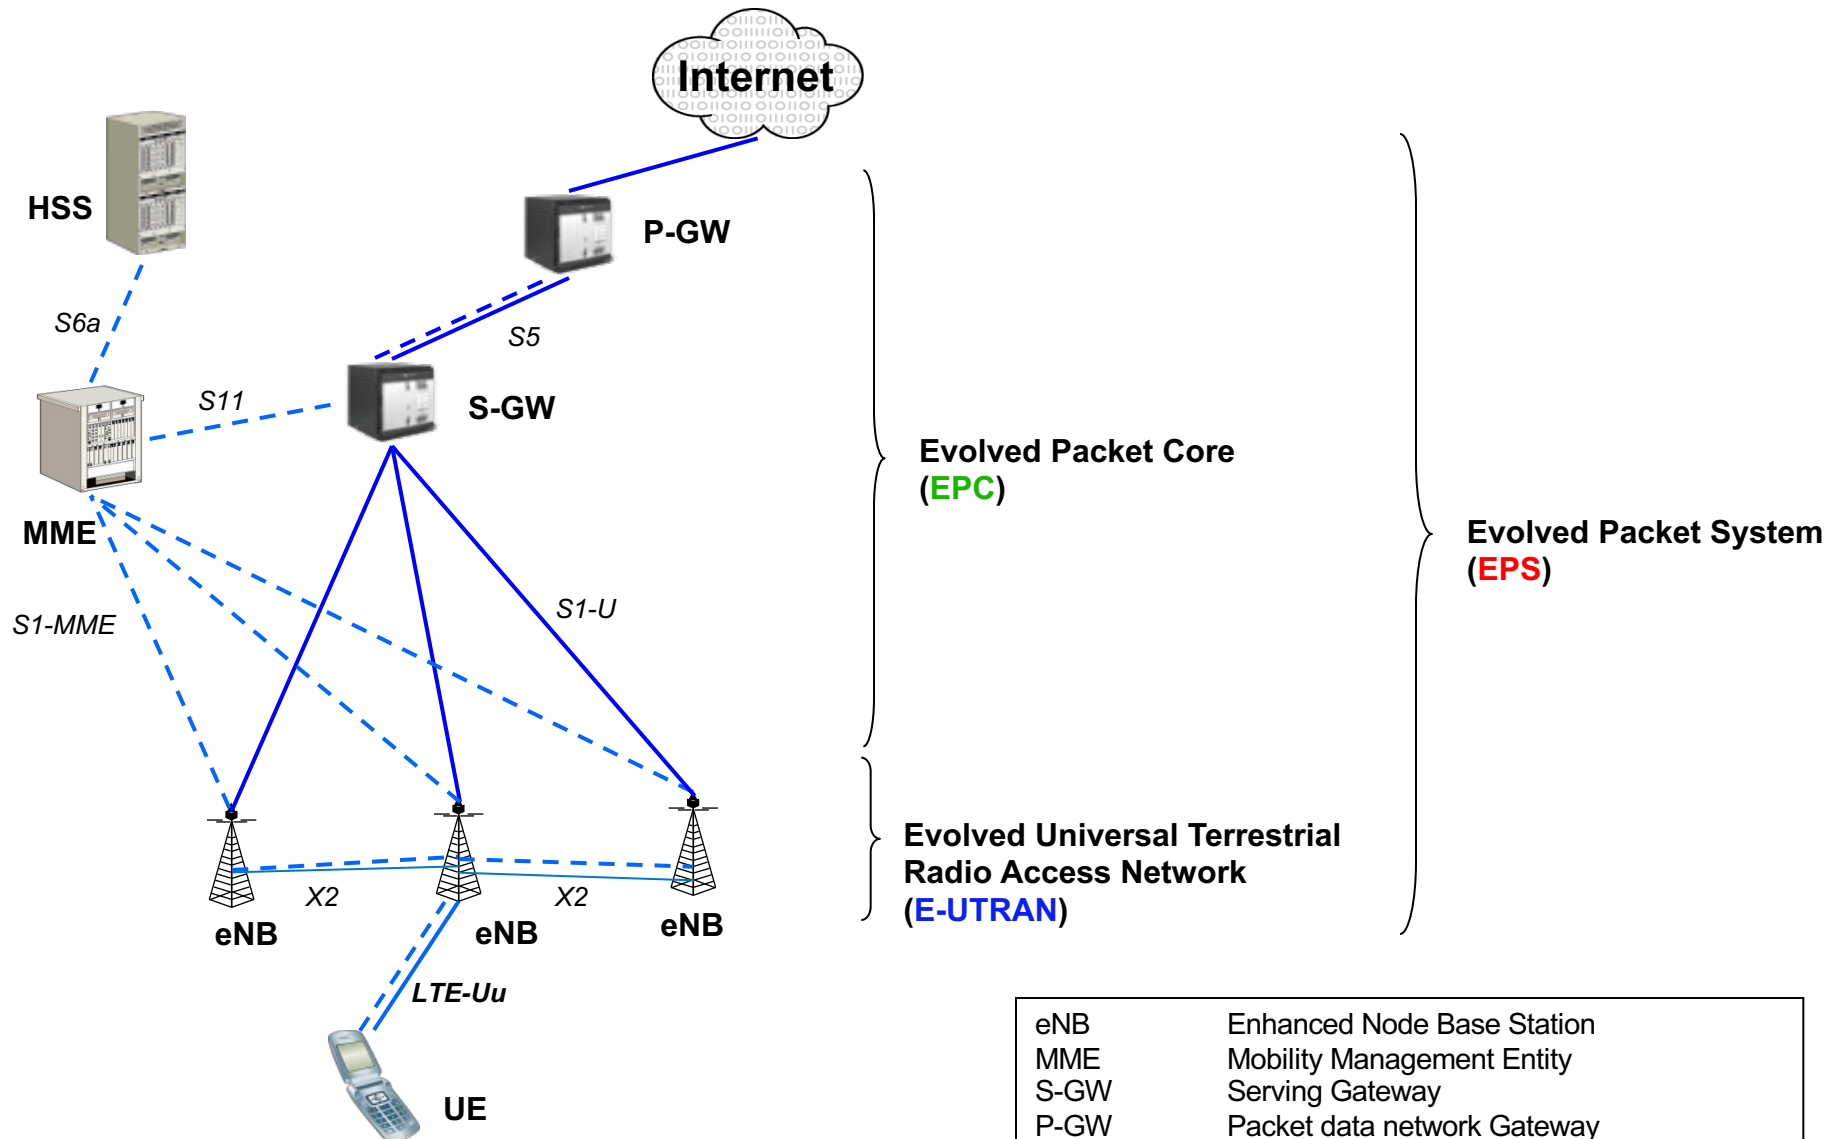 Internet
HSS
P-GW
S6a
S5
S11
S-GW
Evolved Packet Core
(EPC)
MME
Evolved Packet System
(EPS)
S1-MME
S1-U
Evolved Universal Terrestrial
Radio Access Network
(E-UTRAN)
X2
X2
eNB
eNB
eNB
LTE-Uu
UE
eNB Enhanced Node Base Station
MME Mobility Management Entity
S-GW Serving Gateway
P-GW Packet data network Gateway